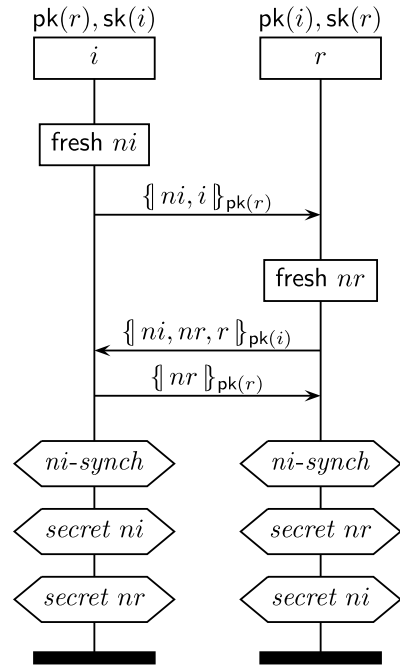 pk(r), sk(i) pk(i), sk(r)
i r
fresh ni
{| ni, i |}pk(r)
fresh nr
{| ni, nr, r |}pk(i)
{| nr |}pk(r)
ni-synch ni-synch
secret ni secret nr
secret nr secret ni